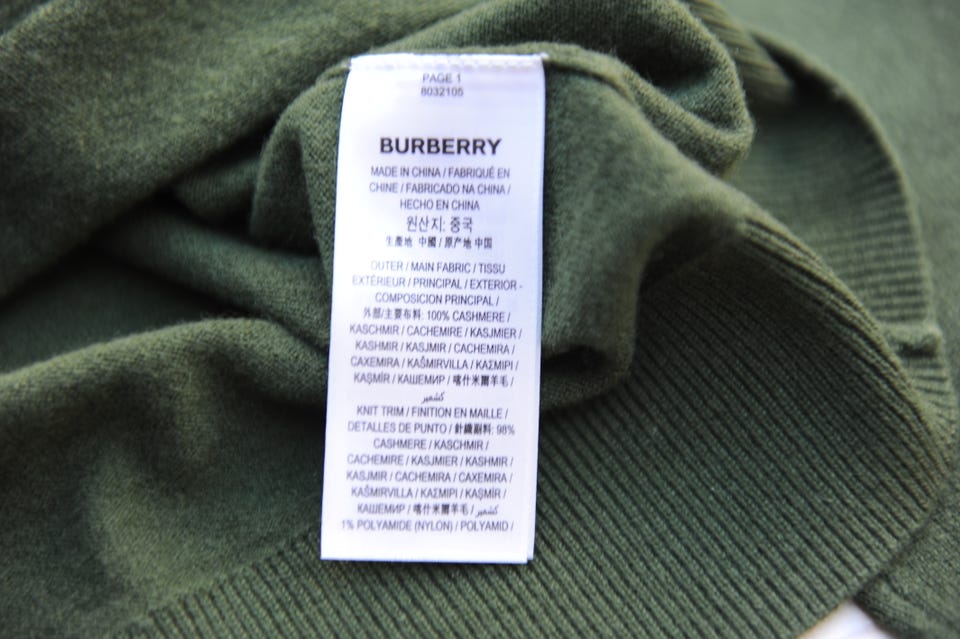 PAGE 1
8032105
BURBERRY
MADE IN CHINA / FABRIQUÉ EN
CHINE / FABRICADO NA CHINA /
HECHO EN CHINA
원산지: 중국
生產地 中國 / 原产地 中国
OUTER / MAIN FABRIC / TISSU
EXTÉRIEUR / PRINCIPAL / EXTERIOR -
COMPOSICION PRINCIPAL /
外部/主要布料: 100% CASHMERE /
KASCHMIR / CACHEMIRE / KASJMIER /
KASHMIR / KASJMIR / CACHEMIRA /
CAXEMIRA / KAŠMIRVILLA / ΚΑΣΜΙΡΙ /
KAŞMİR / КАШЕМИР / 喀什米爾羊毛 /
كشمير
KNIT TRIM / FINITION EN MAILLE /
DETALLES DE PUNTO / 針織副料: 98%
CASHMERE / KASCHMIR /
CACHEMIRE / KASJMIER / KASHMIR /
KASJMIR / CACHEMIRA / CAXEMIRA /
KAŠMIRVILLA / ΚΑΣΜΙΡΙ / KAŞMİR /
КАШЕМИР / 喀什米爾羊毛 / كشمير /
1% POLYAMIDE (NYLON) / POLYAMID /